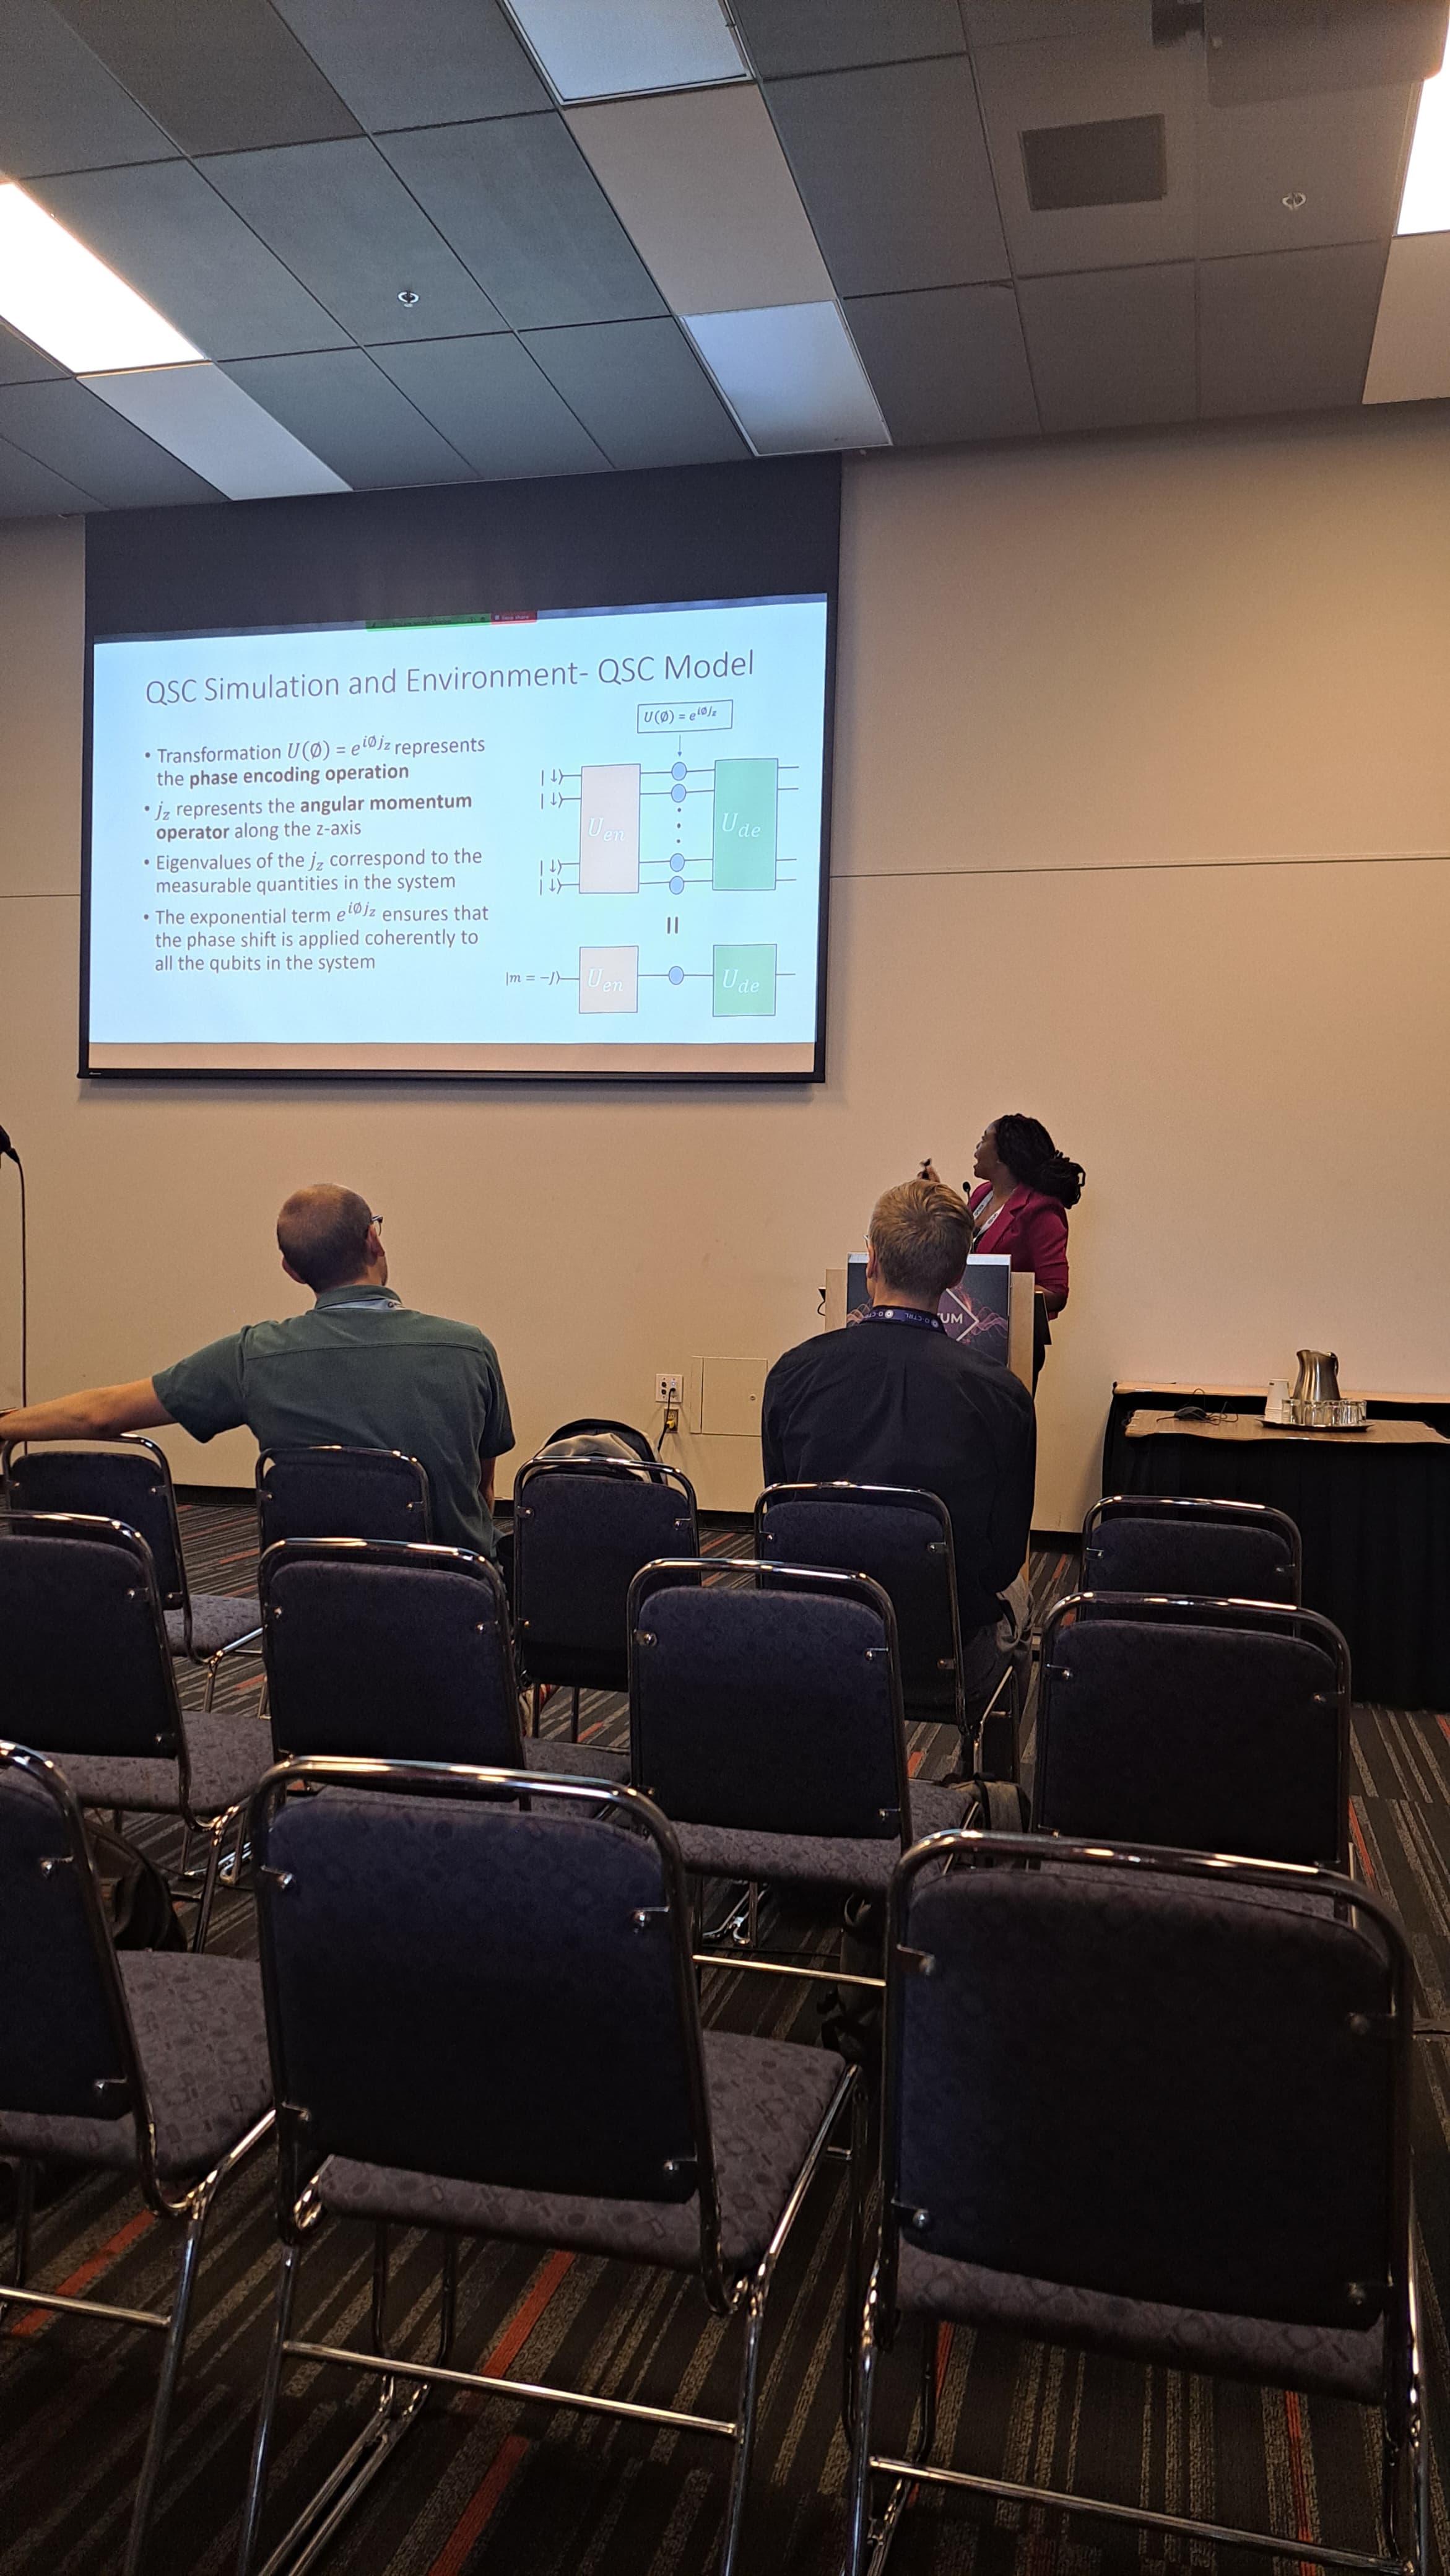 QSC Simulation and Environment- QSC Model
• Transformation U(∅) = e^{i∅j_z} represents
the phase encoding operation
• j_z represents the angular momentum
operator along the z-axis
• Eigenvalues of the j_z correspond to the
measurable quantities in the system
• The exponential term e^{i∅j_z} ensures that
the phase shift is applied coherently to
all the qubits in the system
U(∅) = e^{i∅j_z}
|↓⟩
|↓⟩
U_en
U_de
|↓⟩
|↓⟩
=
|m = −J⟩
U_en
U_de
UM